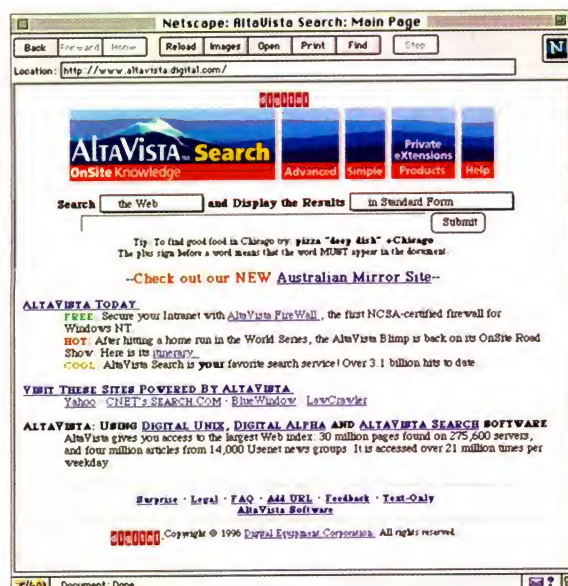 Netscape: AltaVista Search: Main Page
Back Forward Home Reload Images Open Print Find Stop N
Location: http://www.altavista.digital.com/
digital
ALTAVISTA™ Search
OnSite Knowledge
Advanced Simple Private eXtensions Products Help
Search the Web and Display the Results in Standard Form
Submit
Tip: To find good food in Chicago try: pizza "deep dish" +Chicago
The plus sign before a word means that the word MUST appear in the document.
--Check out our NEW Australian Mirror Site--
ALTAVISTA TODAY
FREE: Secure your Intranet with AltaVista FireWall, the first NCSA-certified firewall for
Windows NT.
HOT: After hitting a home run in the World Series, the AltaVista Blimp is back on its OnSite Road
Show. Here is its itinerary.
COOL: AltaVista Search is your favorite search service! Over 3.1 billion hits to date.
VISIT THESE SITES POWERED BY ALTAVISTA
Yahoo · CNET's SEARCH.COM · BlueWindow · LawCrawler
ALTAVISTA: USING DIGITAL UNIX, DIGITAL ALPHA AND ALTAVISTA SEARCH SOFTWARE
AltaVista gives you access to the largest Web index: 30 million pages found on 275,600 servers,
and four million articles from 14,000 Usenet news groups. It is accessed over 21 million times per
weekday.
Surprise · Legal · FAQ · Add URL · Feedback · Text-Only
AltaVista Software
digital Copyright © 1996 Digital Equipment Corporation. All rights reserved.
Document: Done.